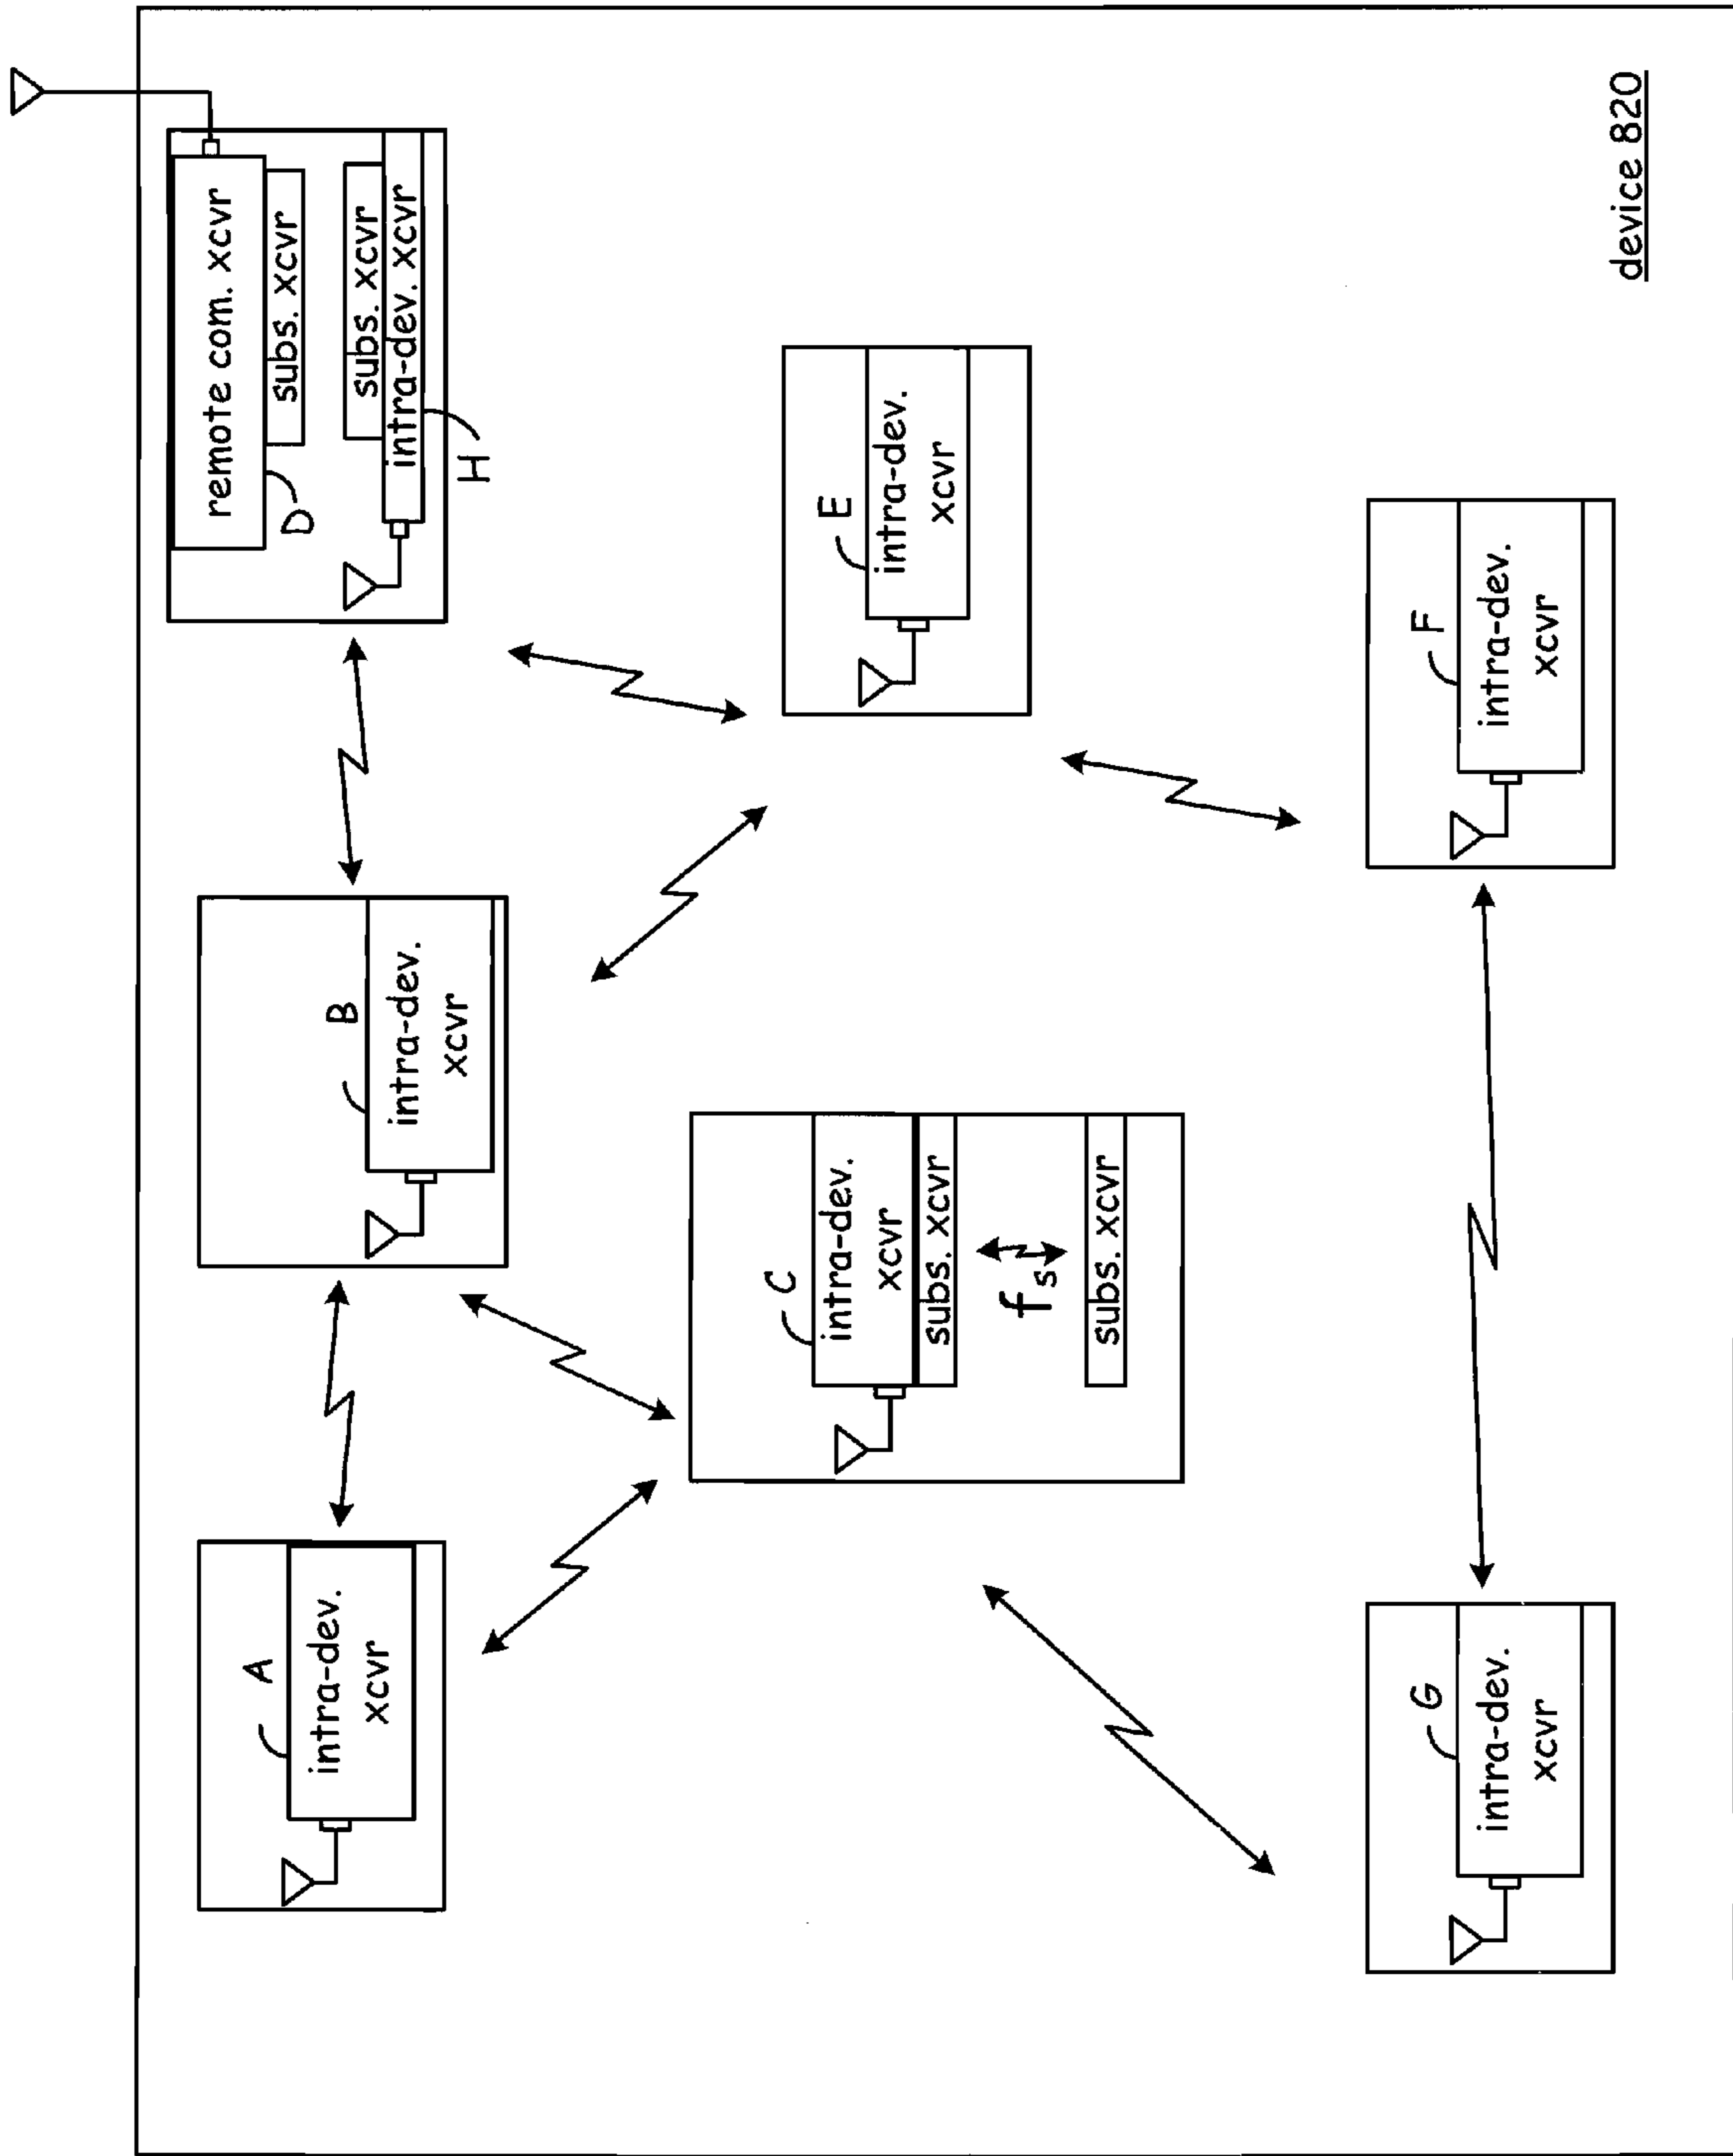 A
intra-dev.
xcvr
B
intra-dev.
xcvr
remote com. xcvr
D
subs. xcvr
subs. xcvr
intra-dev. xcvr
H
C
intra-dev.
xcvr
subs. xcvr
fs
subs. xcvr
E
intra-dev.
xcvr
G
intra-dev.
xcvr
F
intra-dev.
xcvr
device 820